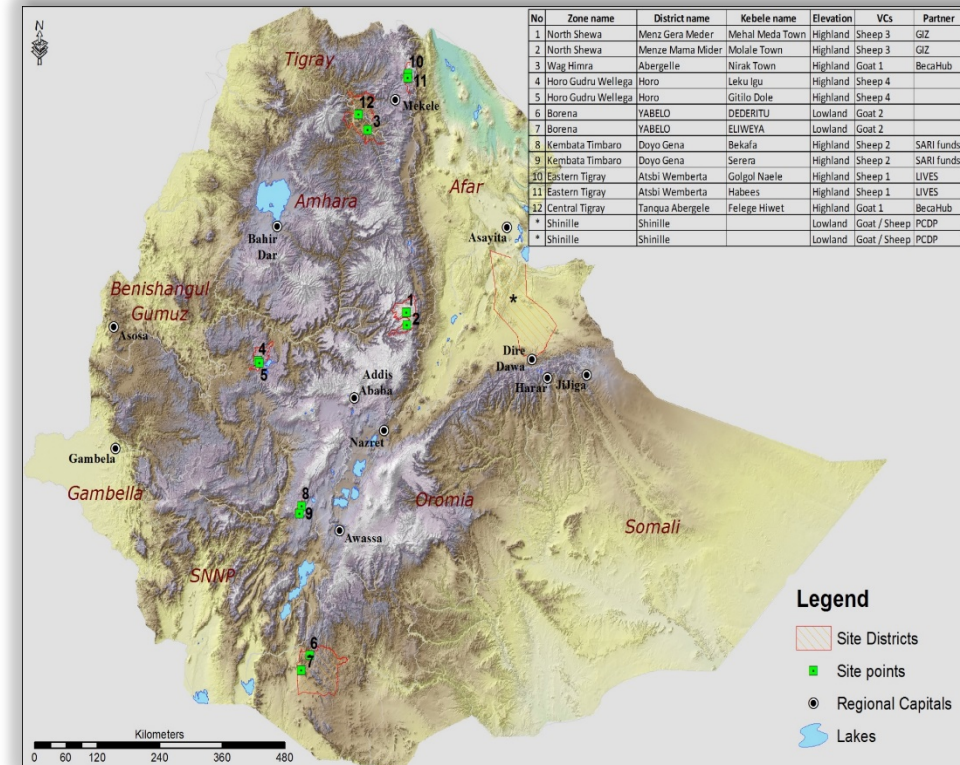 No Zone name District name Kebele name Elevation VCs Partner
1 North Shewa Menz Gera Meder Mehal Meda Town Highland Sheep 3 GIZ
2 North Shewa Menze Mama Mider Molale Town Highland Sheep 3 GIZ
3 Wag Himra Abergelle Nirak Town Highland Goat 1 BecaHub
4 Horo Gudru Wellega Horo Leku Igu Highland Sheep 4
5 Horo Gudru Wellega Horo Gitilo Dole Highland Sheep 4
6 Borena YABELO DEDERITU Lowland Goat 2
7 Borena YABELO ELIWEYA Lowland Goat 2
8 Kembata Timbaro Doyo Gena Bekafa Highland Sheep 2 SARI funds
9 Kembata Timbaro Doyo Gena Serera Highland Sheep 2 SARI funds
10 Eastern Tigray Atsbi Wemberta Golgol Naele Highland Sheep 1 LIVES
11 Eastern Tigray Atsbi Wemberta Habees Highland Sheep 1 LIVES
12 Central Tigray Tanqua Abergele Felege Hiwet Highland Goat 1 BecaHub
* Shinille Shinille Lowland Goat / Sheep PCDP
* Shinille Shinille Lowland Goat / Sheep PCDP
N
Tigray
10
11
Mekele
12
3
Afar
Amhara
Bahir
Dar
Asayita
Benishangul
Gumuz
Asosa
1
2
*
4
5
Dire
Dawa
Harar
JiJiga
Addis
Ababa
Nazret
Gambela
Gambella
Oromia
8
9
Awassa
Somali
SNNP
6
7
Legend
Site Districts
Site points
Regional Capitals
Lakes
Kilometers
0 60 120 240 360 480